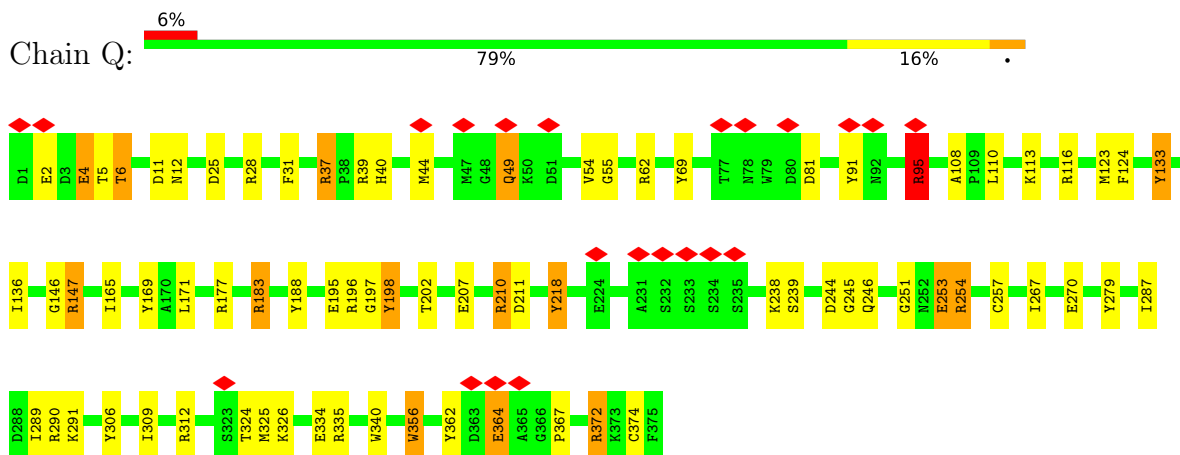 6%
Chain Q:
79% 16% •
D1 E2 D3 E4 T5 T6 D11 N12 D25 R28 F31 R37 P38 R39 H40 M44 M47 G48 Q49 K50 D51 V54 G55 R62 Y69 T77 N78 W79 D80 D81 Y91 N92 R95 A108 P109 L110 K113 R116 M123 F124 Y133
I136 G146 R147 I165 Y169 A170 L171 R177 R183 Y188 E195 R196 G197 Y198 T202 E207 R210 D211 Y218 E224 A231 S232 S233 S234 S235 K238 S239 D244 G245 Q246 G251 N252 E253 R254 C257 I267 E270 Y279 I287
D288 I289 R290 K291 Y306 I309 R312 S323 T324 M325 K326 E334 R335 W340 W356 Y362 D363 E364 A365 G366 P367 R372 K373 C374 F375